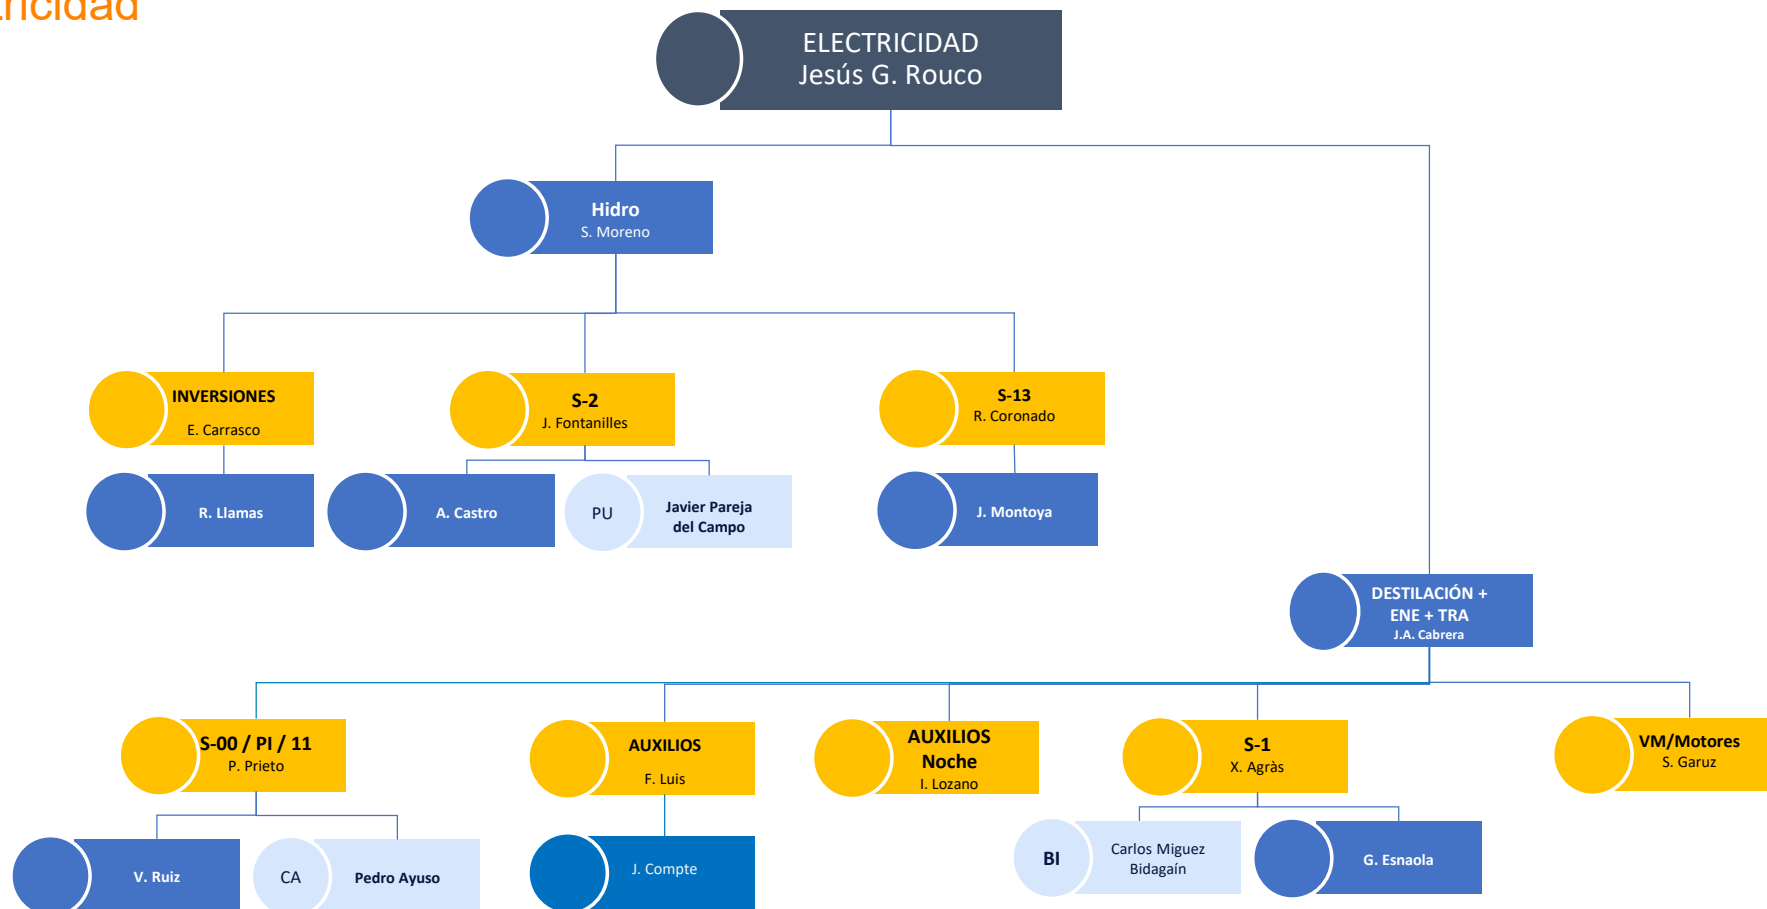 tricidad
ELECTRICIDAD
Jesús G. Rouco
Hidro
S. Moreno
INVERSIONES
E. Carrasco
S-2
J. Fontanilles
S-13
R. Coronado
R. Llamas
A. Castro
PU
Javier Pareja
del Campo
J. Montoya
DESTILACIÓN +
ENE + TRA
J.A. Cabrera
S-00 / PI / 11
P. Prieto
AUXILIOS
F. Luis
AUXILIOS
Noche
I. Lozano
S-1
X. Agràs
VM/Motores
S. Garuz
V. Ruiz
CA
Pedro Ayuso
J. Compte
BI
Carlos Miguez
Bidagaín
G. Esnaola